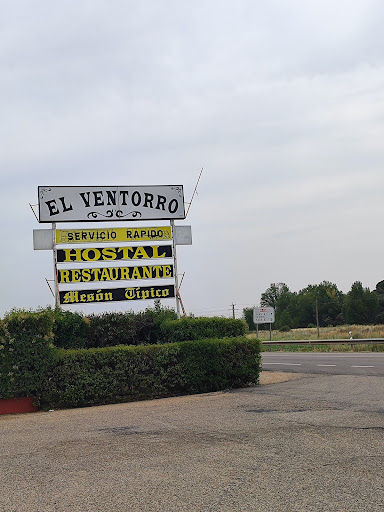 EL VENTORRO
SERVICIO RAPIDO
HOSTAL
RESTAURANTE
Mesón Típico